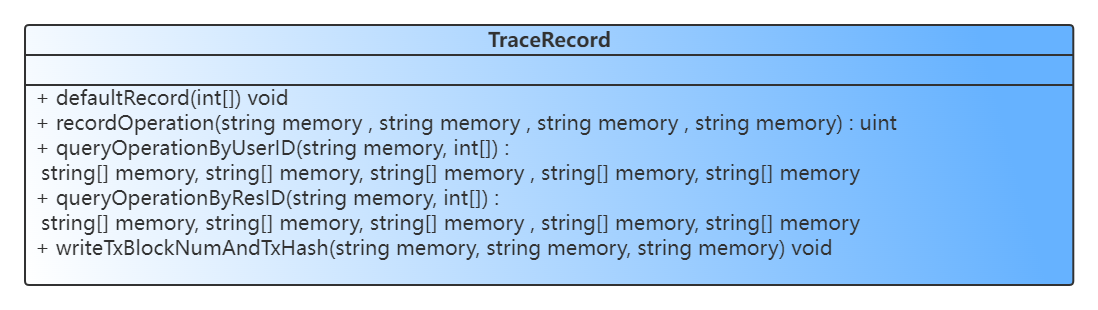 TraceRecord
+ defaultRecord(int[]) void
+ recordOperation(string memory , string memory , string memory , string memory) : uint
+ queryOperationByUserID(string memory, int[]) :
string[] memory, string[] memory, string[] memory , string[] memory, string[] memory
+ queryOperationByResID(string memory, int[]) :
string[] memory, string[] memory, string[] memory , string[] memory, string[] memory
+ writeTxBlockNumAndTxHash(string memory, string memory, string memory) void